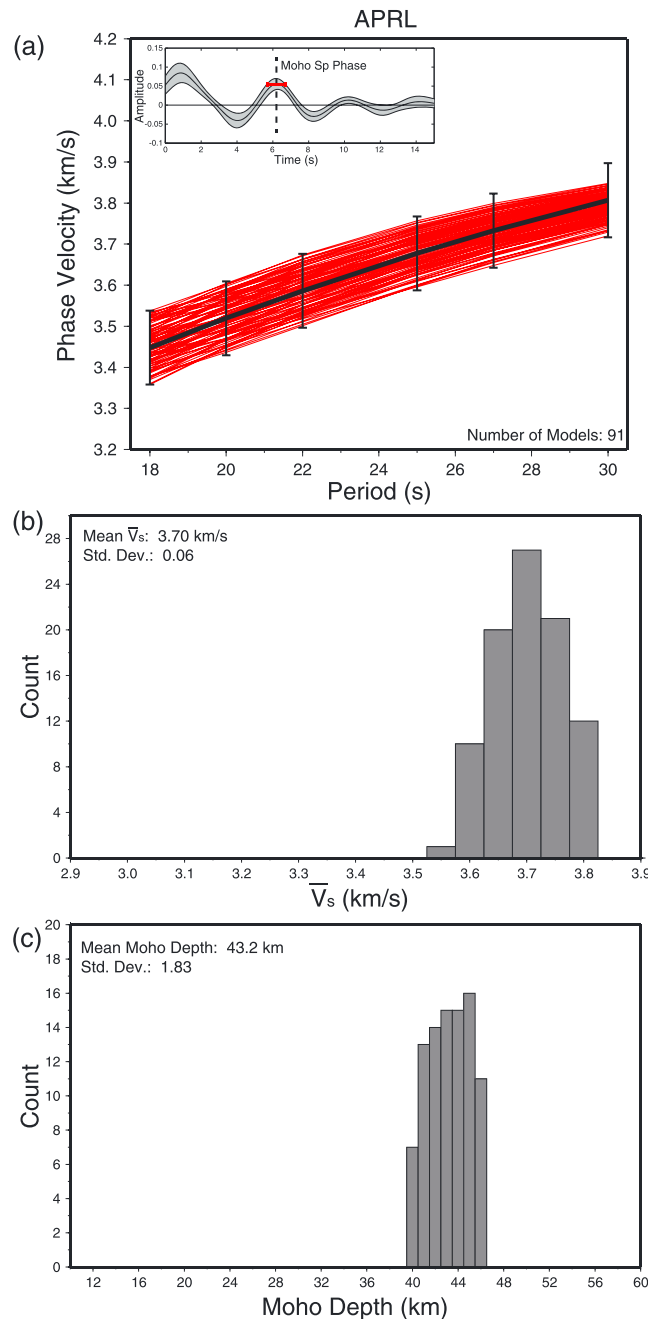 APRL
(a)
4.2
4.1
4.0
3.9
3.8
3.7
3.6
3.5
3.4
3.3
3.2
Phase Velocity (km/s)
0.15
0.10
0.05
0
-0.05
-0.1
Amplitude
Moho Sp Phase
0 2 4 6 8 10 12 14
Time (s)
Number of Models: 91
18 20 22 24 26 28 30
Period (s)
(b)
Mean V̅s: 3.70 km/s
Std. Dev.: 0.06
28
24
20
16
12
8
4
0
Count
2.9 3.0 3.1 3.2 3.3 3.4 3.5 3.6 3.7 3.8 3.9
V̅s (km/s)
(c)
Mean Moho Depth: 43.2 km
Std. Dev.: 1.83
20
18
16
14
12
10
8
6
4
2
0
Count
12 16 20 24 28 32 36 40 44 48 52 56 60
Moho Depth (km)